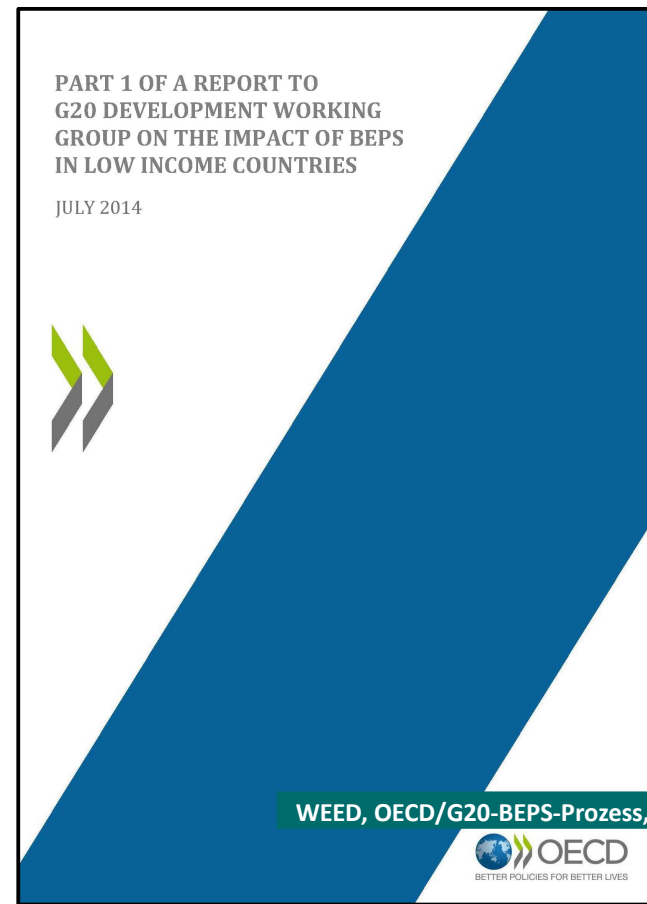 PART 1 OF A REPORT TO
G20 DEVELOPMENT WORKING
GROUP ON THE IMPACT OF BEPS
IN LOW INCOME COUNTRIES
JULY 2014
WEED, OECD/G20-BEPS-Prozess,
OECD
BETTER POLICIES FOR BETTER LIVES